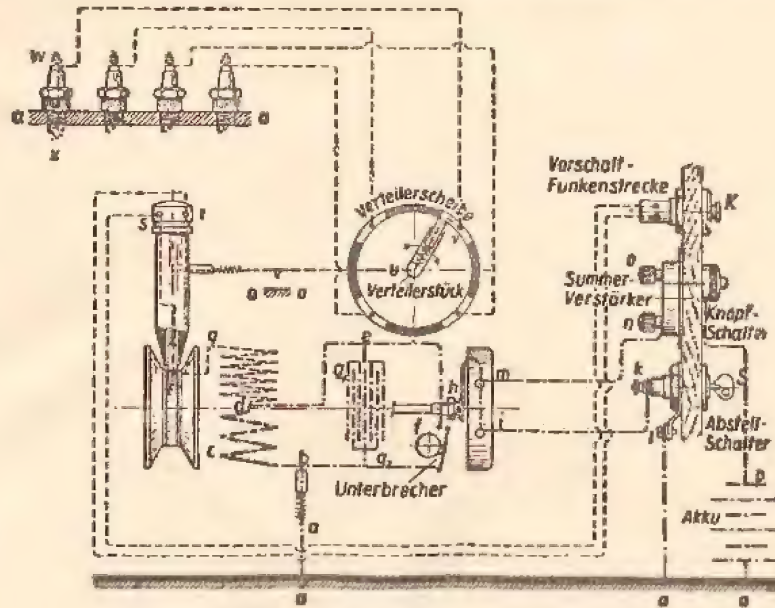 W
a
a
x
Vorschalt-
Funkenstrecke
K
Verteilerscheibe
S
Verteilerstück
o
Summer-
Verstärker
n
Knopf-
Schalter
a
a
q
e
d
c
b
a
h
f
m
k
S
Abstell-
Schalter
Unterbrecher
p
Akku
a
a
a